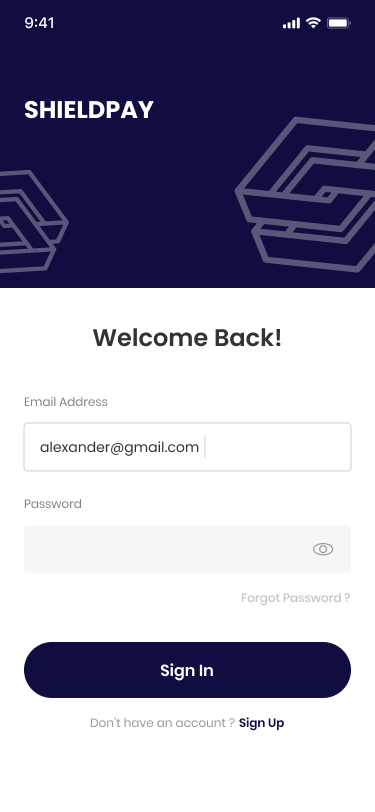 9:41
SHIELDPAY
Welcome Back!
Email Address
alexander@gmail.com
Password
Forgot Password ?
Sign In
Don't have an account ? Sign Up